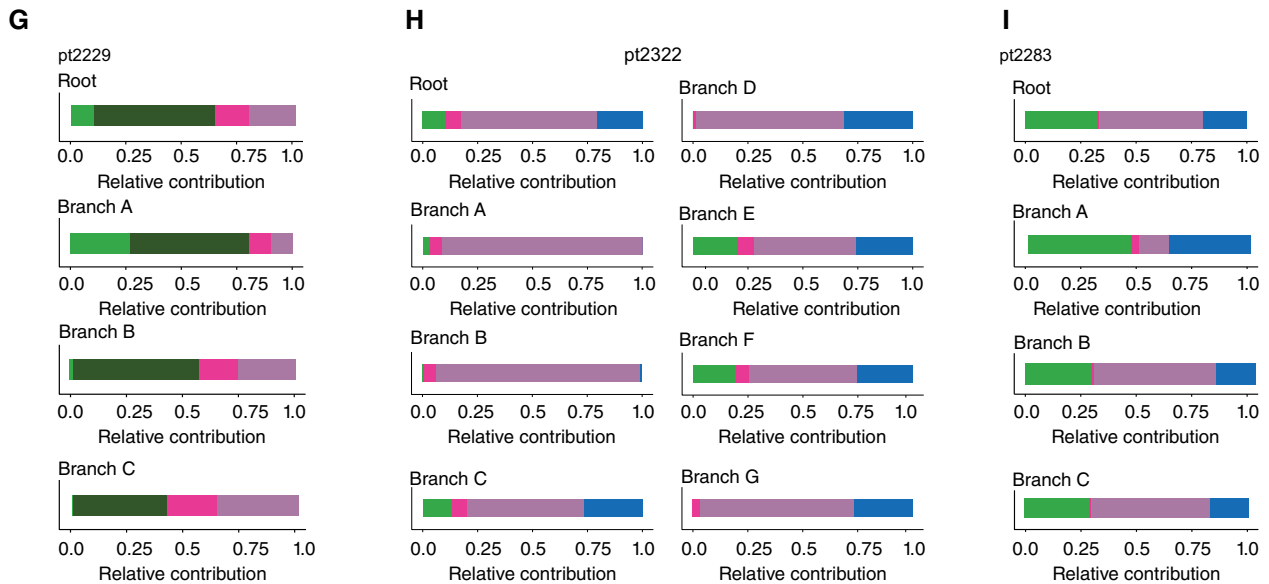 G
pt2229
Root
0.0 0.25 0.5 0.75 1.0
Relative contribution
Branch A
0.0 0.25 0.5 0.75 1.0
Relative contribution
Branch B
0.0 0.25 0.5 0.75 1.0
Relative contribution
Branch C
0.0 0.25 0.5 0.75 1.0
Relative contribution
H
pt2322
Root
0.0 0.25 0.5 0.75 1.0
Relative contribution
Branch A
0.0 0.25 0.5 0.75 1.0
Relative contribution
Branch B
0.0 0.25 0.5 0.75 1.0
Relative contribution
Branch C
0.0 0.25 0.5 0.75 1.0
Relative contribution
Branch D
0.0 0.25 0.5 0.75 1.0
Relative contribution
Branch E
0.0 0.25 0.5 0.75 1.0
Relative contribution
Branch F
0.0 0.25 0.5 0.75 1.0
Relative contribution
Branch G
0.0 0.25 0.5 0.75 1.0
Relative contribution
I
pt2283
Root
0.0 0.25 0.5 0.75 1.0
Relative contribution
Branch A
0.0 0.25 0.5 0.75 1.0
Relative contribution
Branch B
0.0 0.25 0.5 0.75 1.0
Relative contribution
Branch C
0.0 0.25 0.5 0.75 1.0
Relative contribution